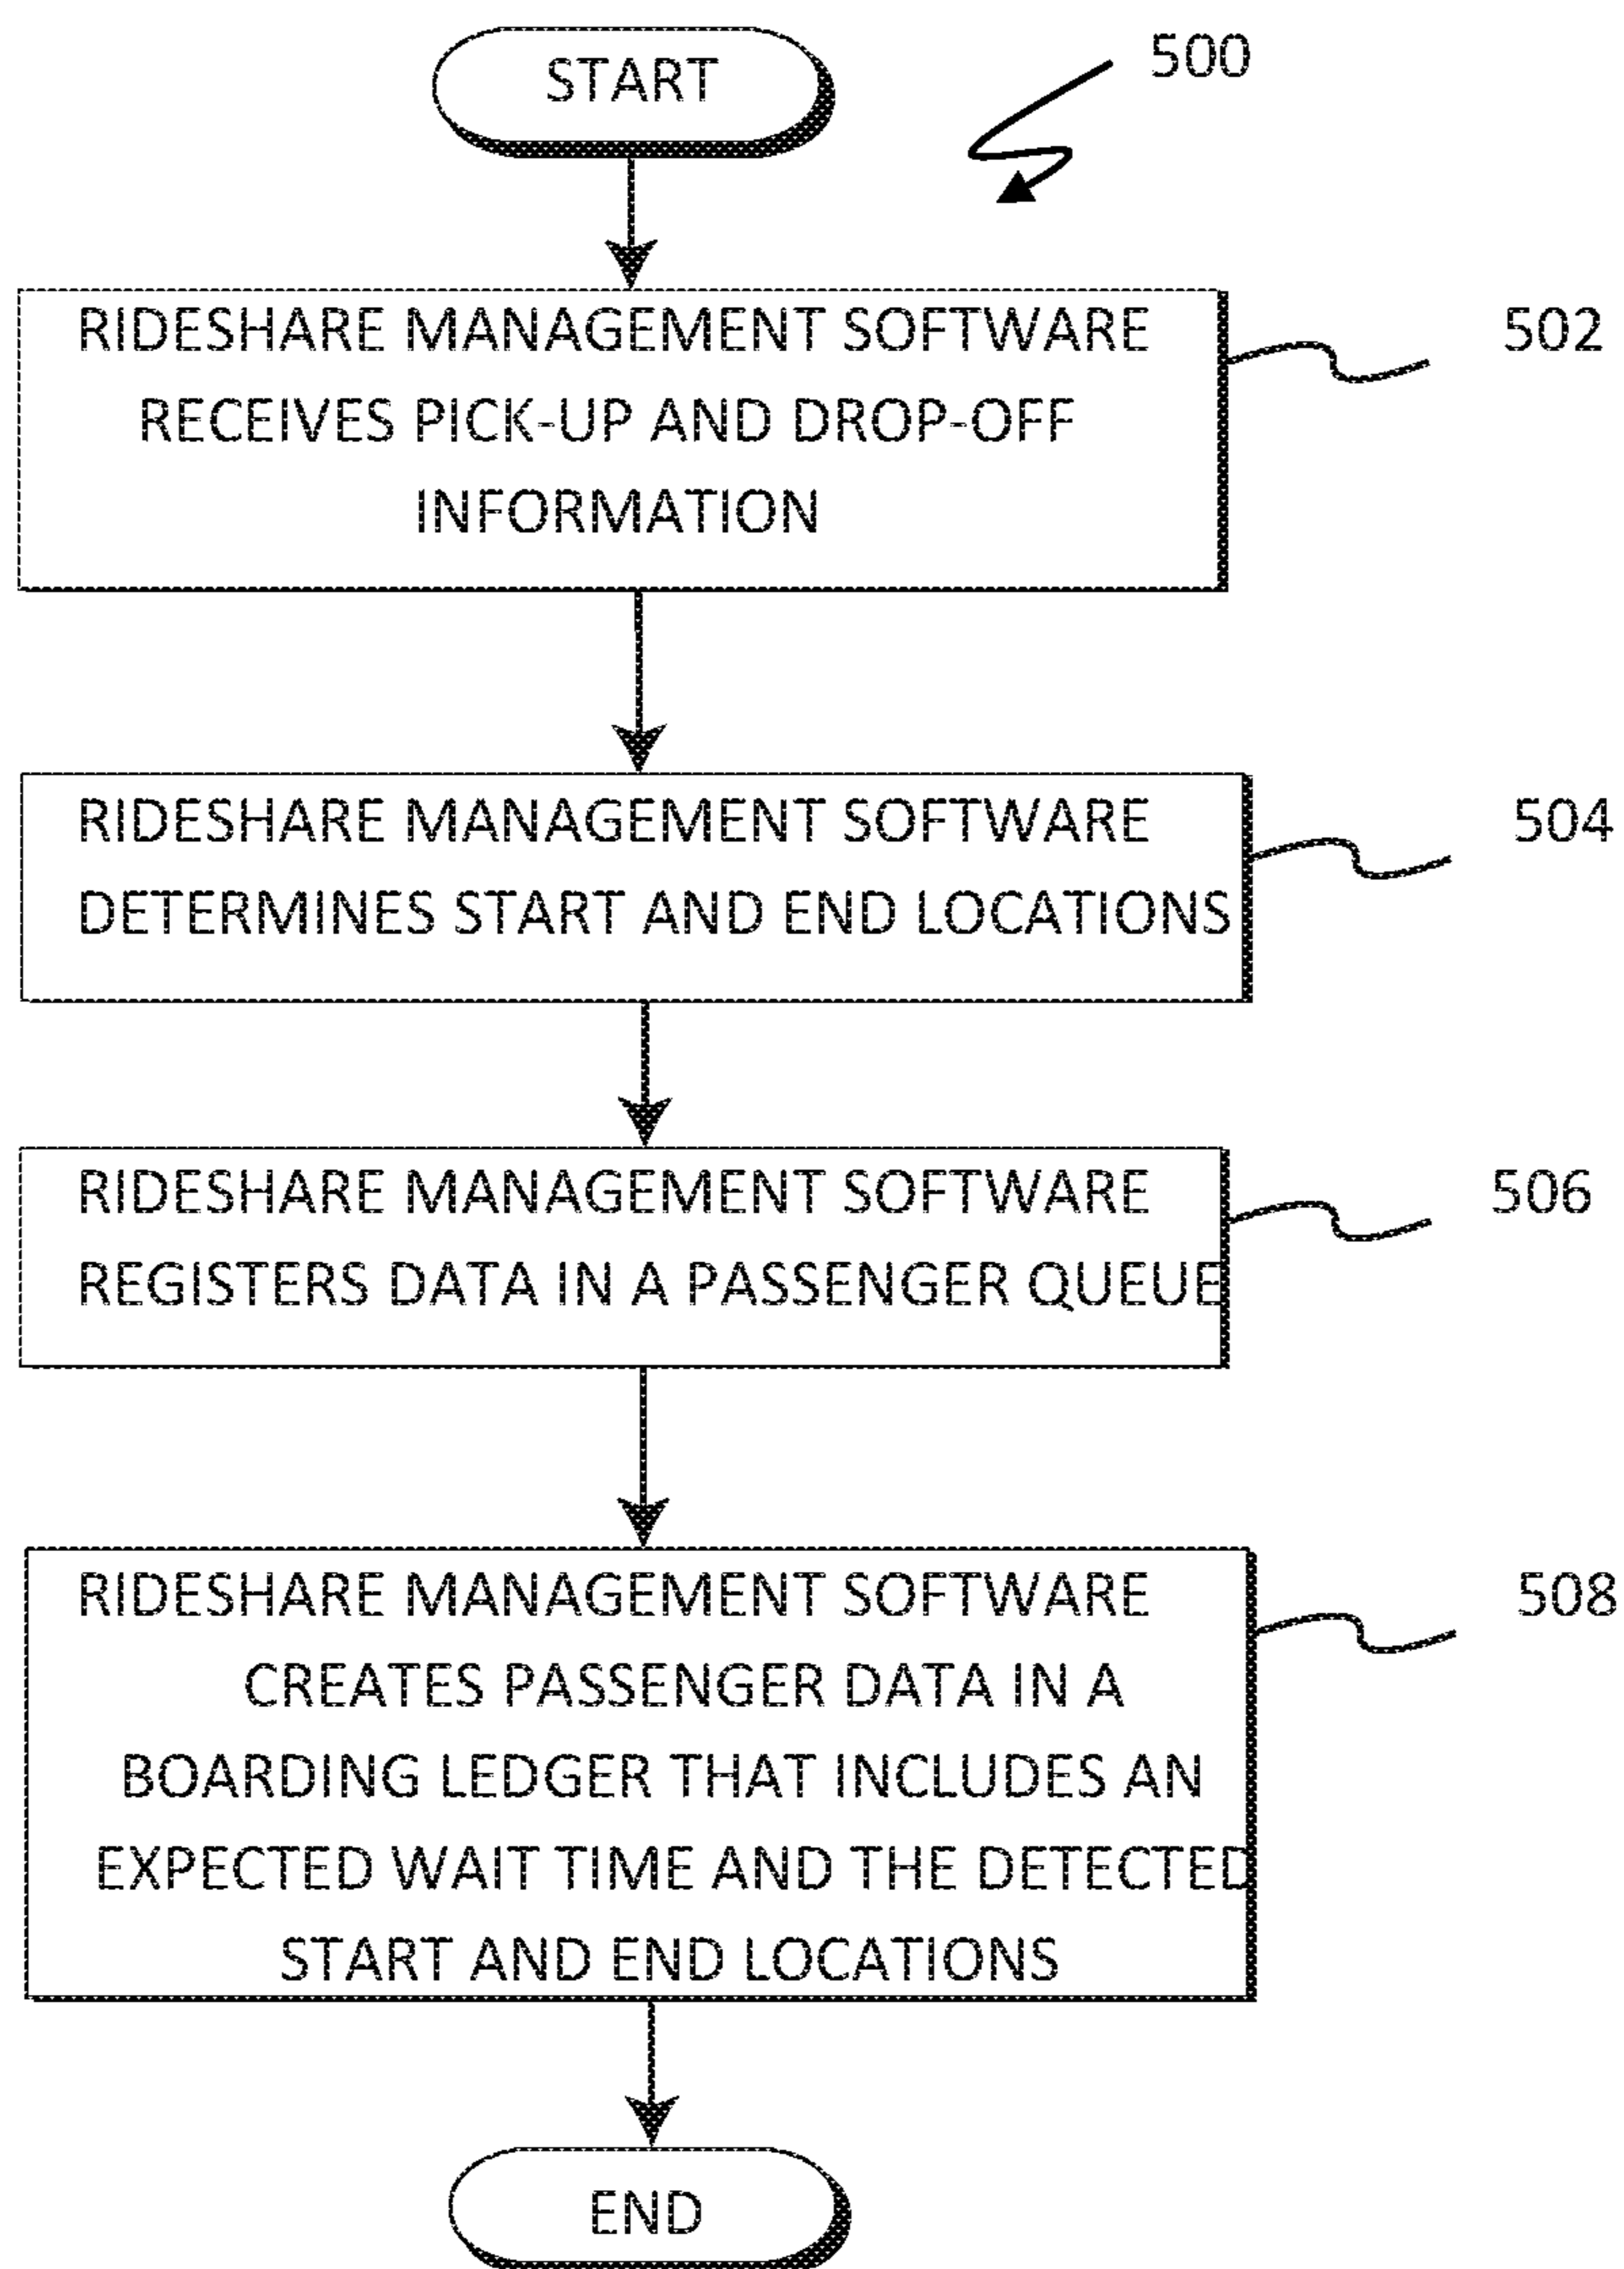 START
500
RIDESHARE MANAGEMENT SOFTWARE
RECEIVES PICK-UP AND DROP-OFF
INFORMATION
502
RIDESHARE MANAGEMENT SOFTWARE
DETERMINES START AND END LOCATIONS
504
RIDESHARE MANAGEMENT SOFTWARE
REGISTERS DATA IN A PASSENGER QUEUE
506
RIDESHARE MANAGEMENT SOFTWARE
CREATES PASSENGER DATA IN A
BOARDING LEDGER THAT INCLUDES AN
EXPECTED WAIT TIME AND THE DETECTED
START AND END LOCATIONS
508
END